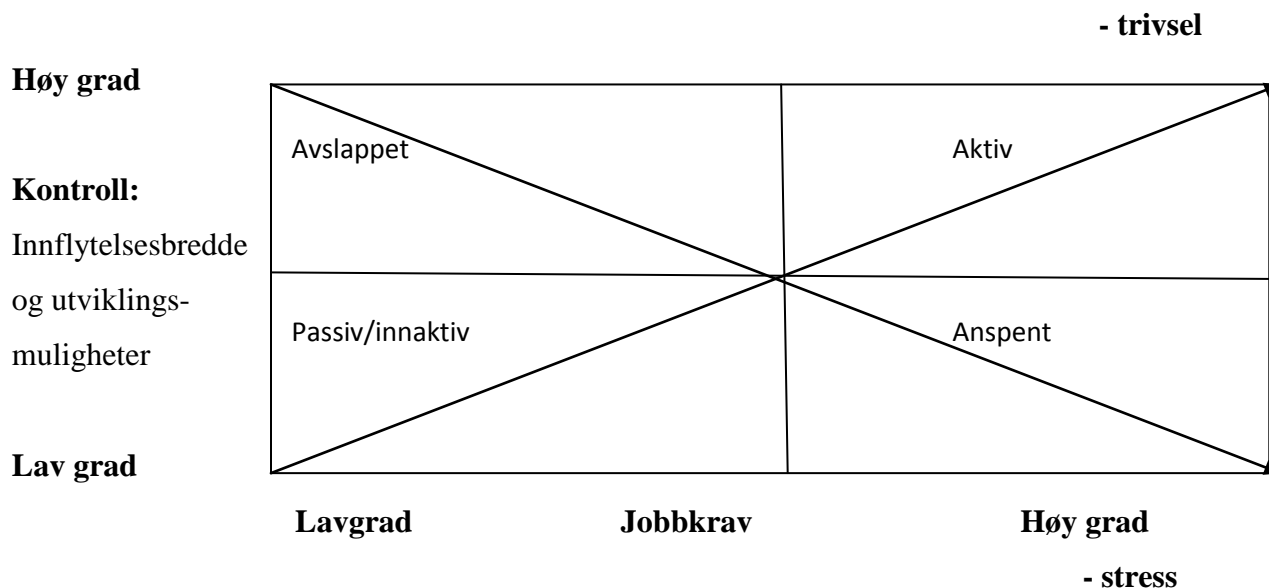 - trivsel
Høy grad
Avslappet
Aktiv
Kontroll:
Innflytelsesbredde
og utviklings-
muligheter
Passiv/innaktiv
Anspent
Lav grad
Lavgrad
Jobbkrav
Høy grad
- stress